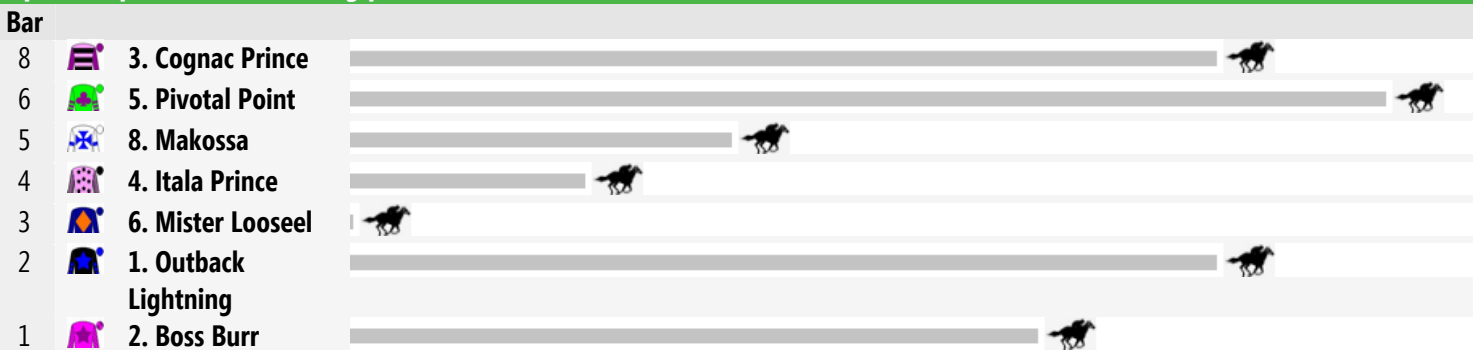 Bar
8 3. Cognac Prince
6 5. Pivotal Point
5 8. Makossa
4 4. Itala Prince
3 6. Mister Looseel
2 1. Outback
Lightning
1 2. Boss Burr